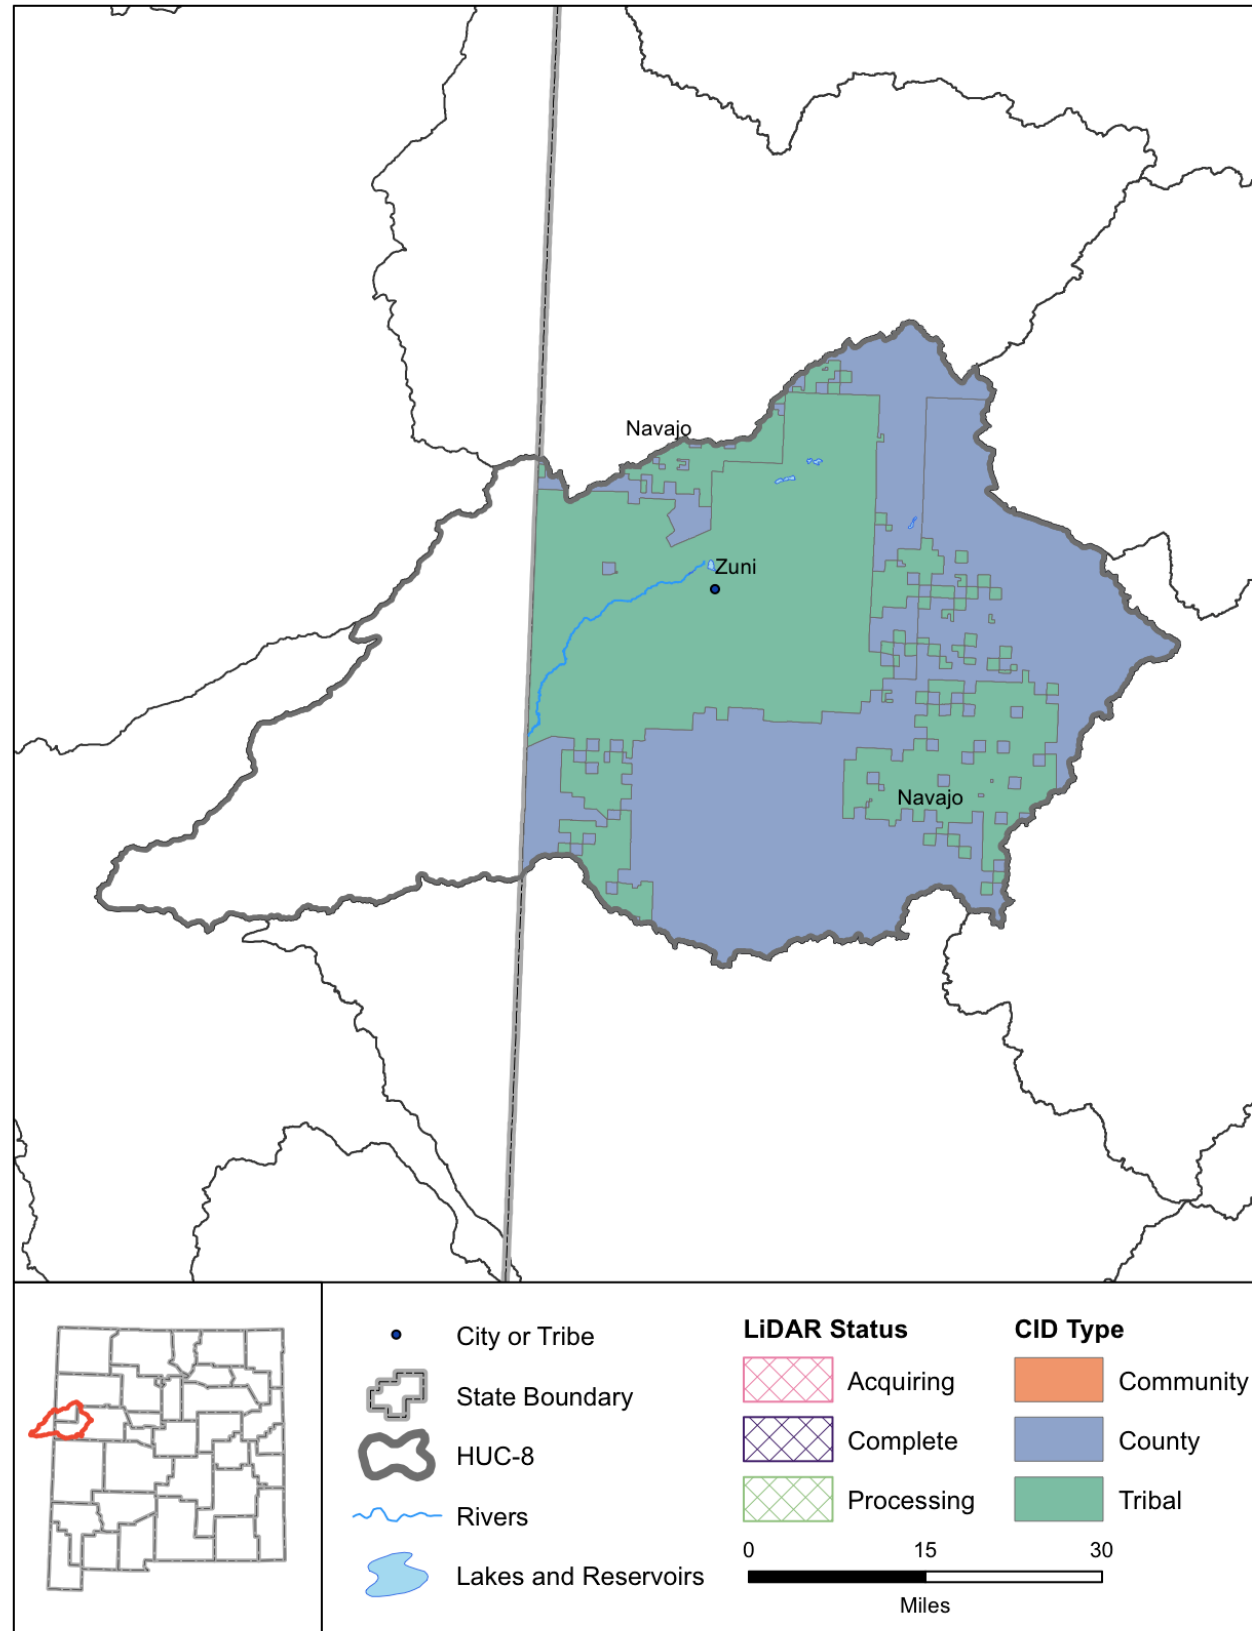 Navajo
Zuni
Navajo
City or Tribe
State Boundary
HUC-8
Rivers
Lakes and Reservoirs
LiDAR Status
Acquiring
Complete
Processing
CID Type
Community
County
Tribal
0 15 30
Miles